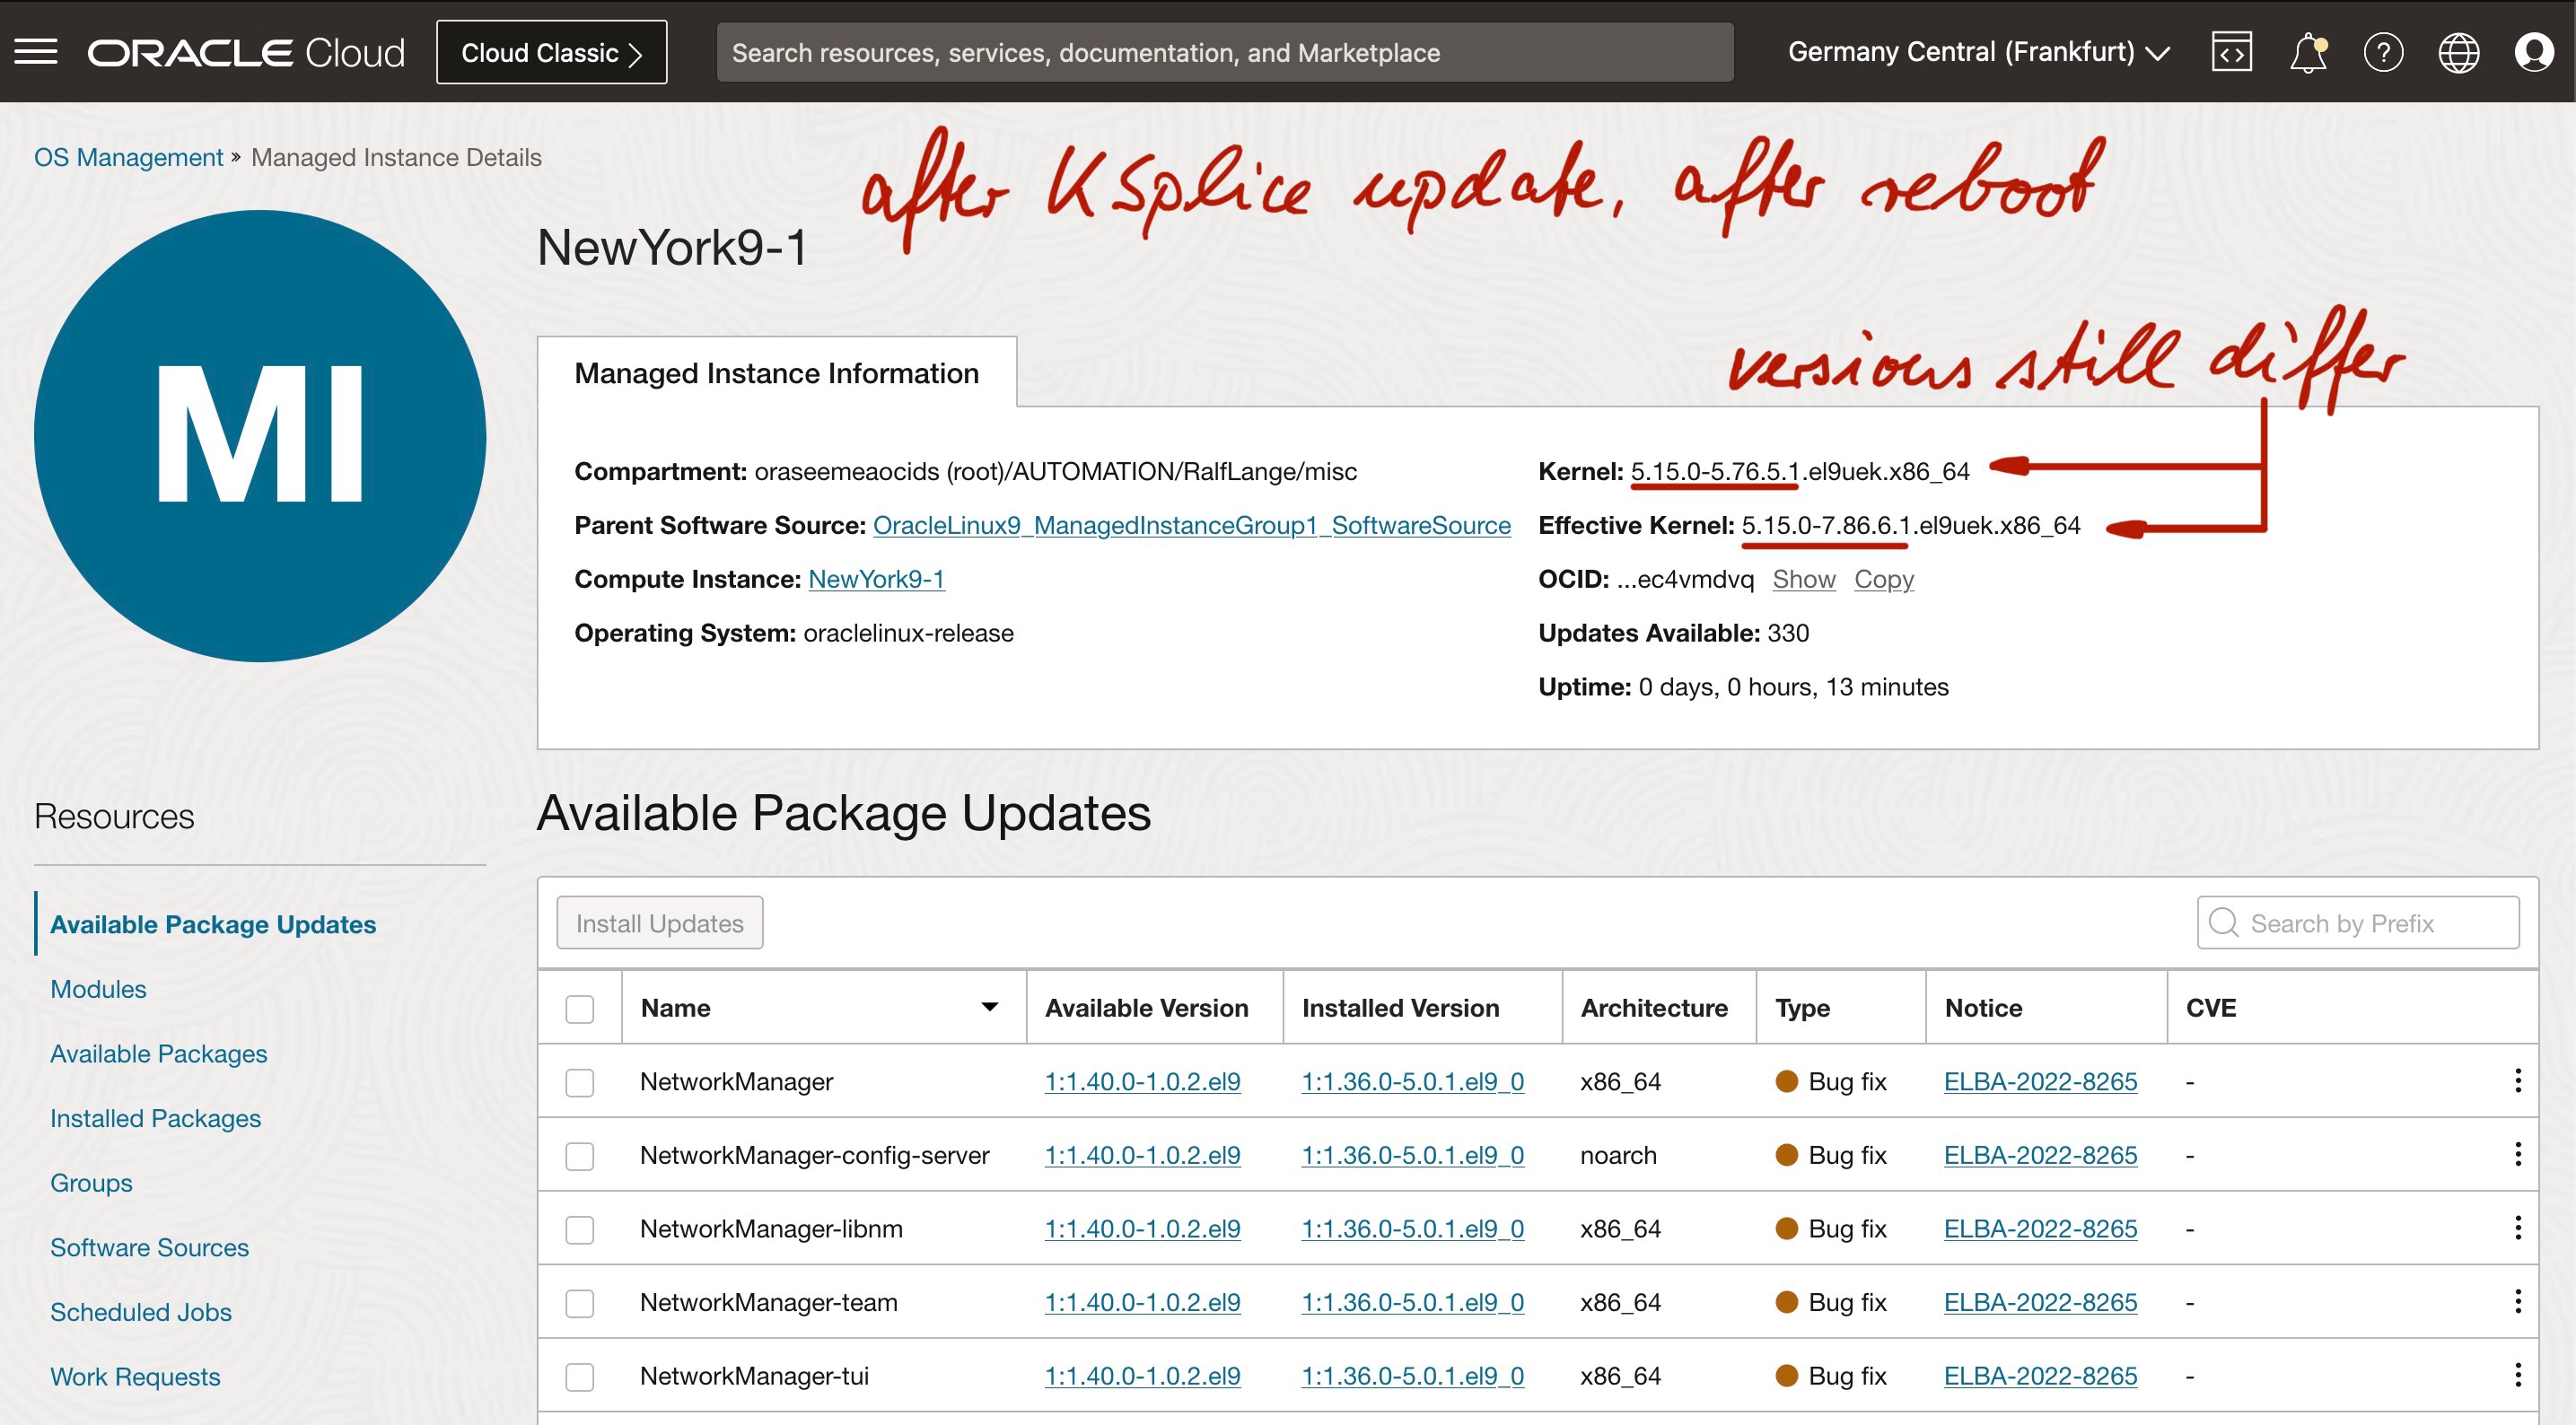 ORACLE Cloud
Cloud Classic
Search resources, services, documentation, and Marketplace
Germany Central (Frankfurt)
OS Management » Managed Instance Details
after KSplice update, after reboot
MI
NewYork9-1
versions still differ
Managed Instance Information
Compartment: oraseemeaocids (root)/AUTOMATION/RalfLange/misc
Parent Software Source: OracleLinux9_ManagedInstanceGroup1_SoftwareSource
Compute Instance: NewYork9-1
Operating System: oraclelinux-release
Kernel: 5.15.0-5.76.5.1.el9uek.x86_64
Effective Kernel: 5.15.0-7.86.6.1.el9uek.x86_64
OCID: ...ec4vmdvq Show Copy
Updates Available: 330
Uptime: 0 days, 0 hours, 13 minutes
Resources
Available Package Updates
Modules
Available Packages
Installed Packages
Groups
Software Sources
Scheduled Jobs
Work Requests
Available Package Updates
Install Updates
Search by Prefix
Name Available Version Installed Version Architecture Type Notice CVE
NetworkManager 1:1.40.0-1.0.2.el9 1:1.36.0-5.0.1.el9_0 x86_64 Bug fix ELBA-2022-8265 -
NetworkManager-config-server 1:1.40.0-1.0.2.el9 1:1.36.0-5.0.1.el9_0 noarch Bug fix ELBA-2022-8265 -
NetworkManager-libnm 1:1.40.0-1.0.2.el9 1:1.36.0-5.0.1.el9_0 x86_64 Bug fix ELBA-2022-8265 -
NetworkManager-team 1:1.40.0-1.0.2.el9 1:1.36.0-5.0.1.el9_0 x86_64 Bug fix ELBA-2022-8265 -
NetworkManager-tui 1:1.40.0-1.0.2.el9 1:1.36.0-5.0.1.el9_0 x86_64 Bug fix ELBA-2022-8265 -